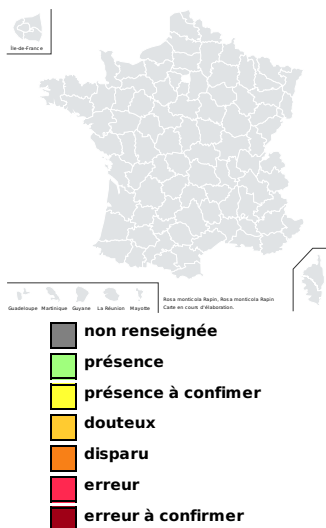 Île-de-France
Guadeloupe Martinique Guyane La Réunion Mayotte
Rosa monticola Rapin, Rosa monticola Rapin
Carte en cours d'élaboration.
non renseignée
présence
présence à confimer
douteux
disparu
erreur
erreur à confirmer